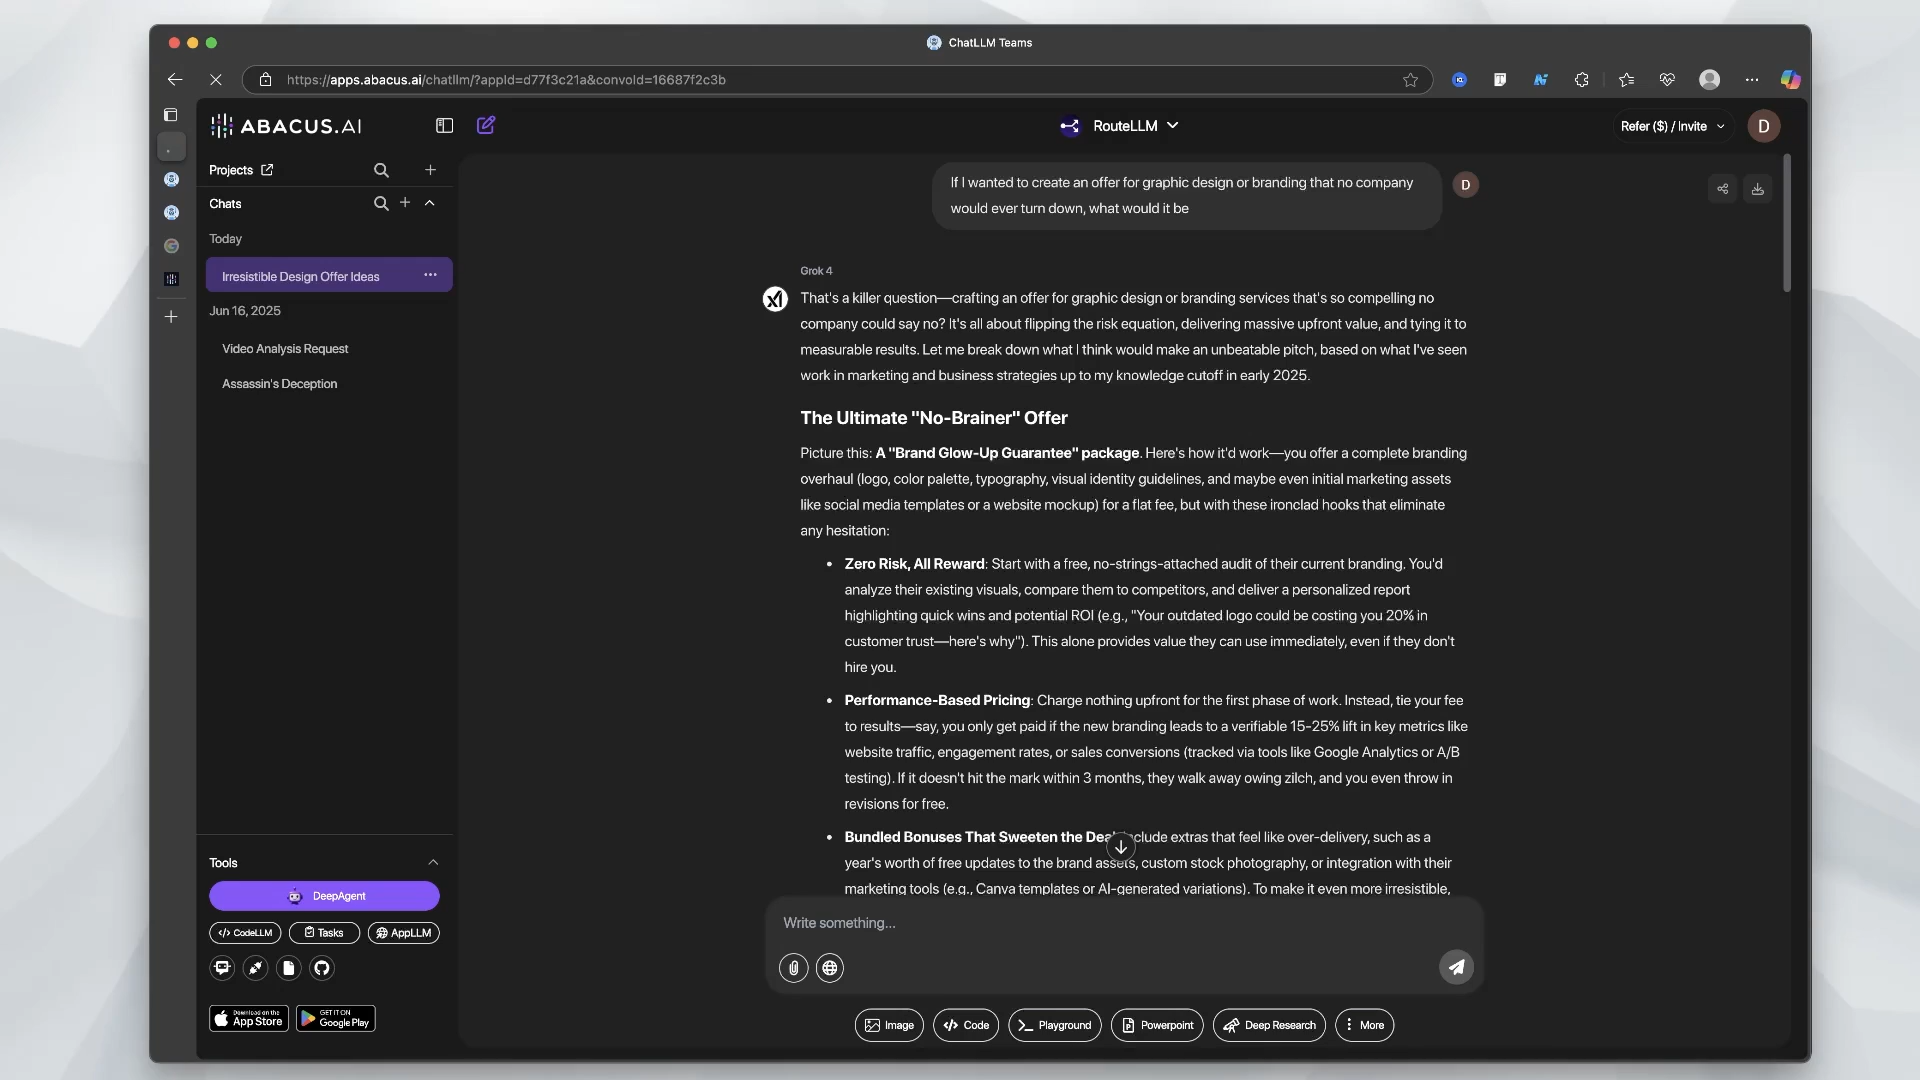 ChatLLM Teams
https://apps.abacus.ai/chatllm/?appId=d77f3c21a&convoId=16687f2c3b
ABACUS.AI
RouteLLM
Refer ($) / Invite
D
Projects
Chats
Today
Irresistible Design Offer Ideas
Jun 16, 2025
Video Analysis Request
Assassin's Deception
If I wanted to create an offer for graphic design or branding that no company
would ever turn down, what would it be
D
Grok 4
That's a killer question—crafting an offer for graphic design or branding services that's so compelling no
company could say no? It's all about flipping the risk equation, delivering massive upfront value, and tying it to
measurable results. Let me break down what I think would make an unbeatable pitch, based on what I've seen
work in marketing and business strategies up to my knowledge cutoff in early 2025.
The Ultimate "No-Brainer" Offer
Picture this: A "Brand Glow-Up Guarantee" package. Here's how it'd work—you offer a complete branding
overhaul (logo, color palette, typography, visual identity guidelines, and maybe even initial marketing assets
like social media templates or a website mockup) for a flat fee, but with these ironclad hooks that eliminate
any hesitation:
• Zero Risk, All Reward: Start with a free, no-strings-attached audit of their current branding. You'd
analyze their existing visuals, compare them to competitors, and deliver a personalized report
highlighting quick wins and potential ROI (e.g., "Your outdated logo could be costing you 20% in
customer trust—here's why"). This alone provides value they can use immediately, even if they don't
hire you.
• Performance-Based Pricing: Charge nothing upfront for the first phase of work. Instead, tie your fee
to results—say, you only get paid if the new branding leads to a verifiable 15-25% lift in key metrics like
website traffic, engagement rates, or sales conversions (tracked via tools like Google Analytics or A/B
testing). If it doesn't hit the mark within 3 months, they walk away owing zilch, and you even throw in
revisions for free.
• Bundled Bonuses That Sweeten the extras that feel like over-delivery, such as a
year's worth of free updates to the brand assets, custom stock photography, or integration with their
marketing tools (e.g., Canva templates or AI-generated variations). To make it even more irresistible,
Write something...
Image
Code
Playground
Powerpoint
Deep Research
More
Tools
DeepAgent
CodeLLM
Tasks
AppLLM
Download on the
App Store
GET IT ON
Google Play